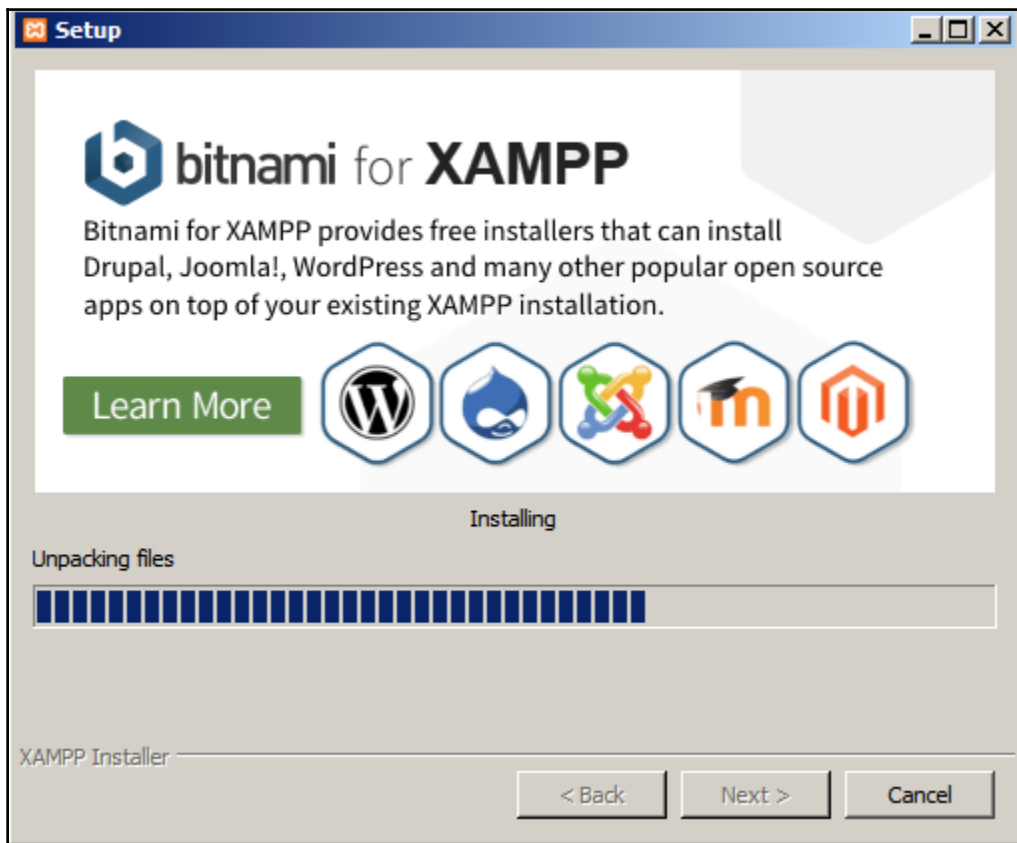 Setup
bitnami for XAMPP
Bitnami for XAMPP provides free installers that can install
Drupal, Joomla!, WordPress and many other popular open source
apps on top of your existing XAMPP installation.
Learn More
Installing
Unpacking files
XAMPP Installer
< Back Next > Cancel